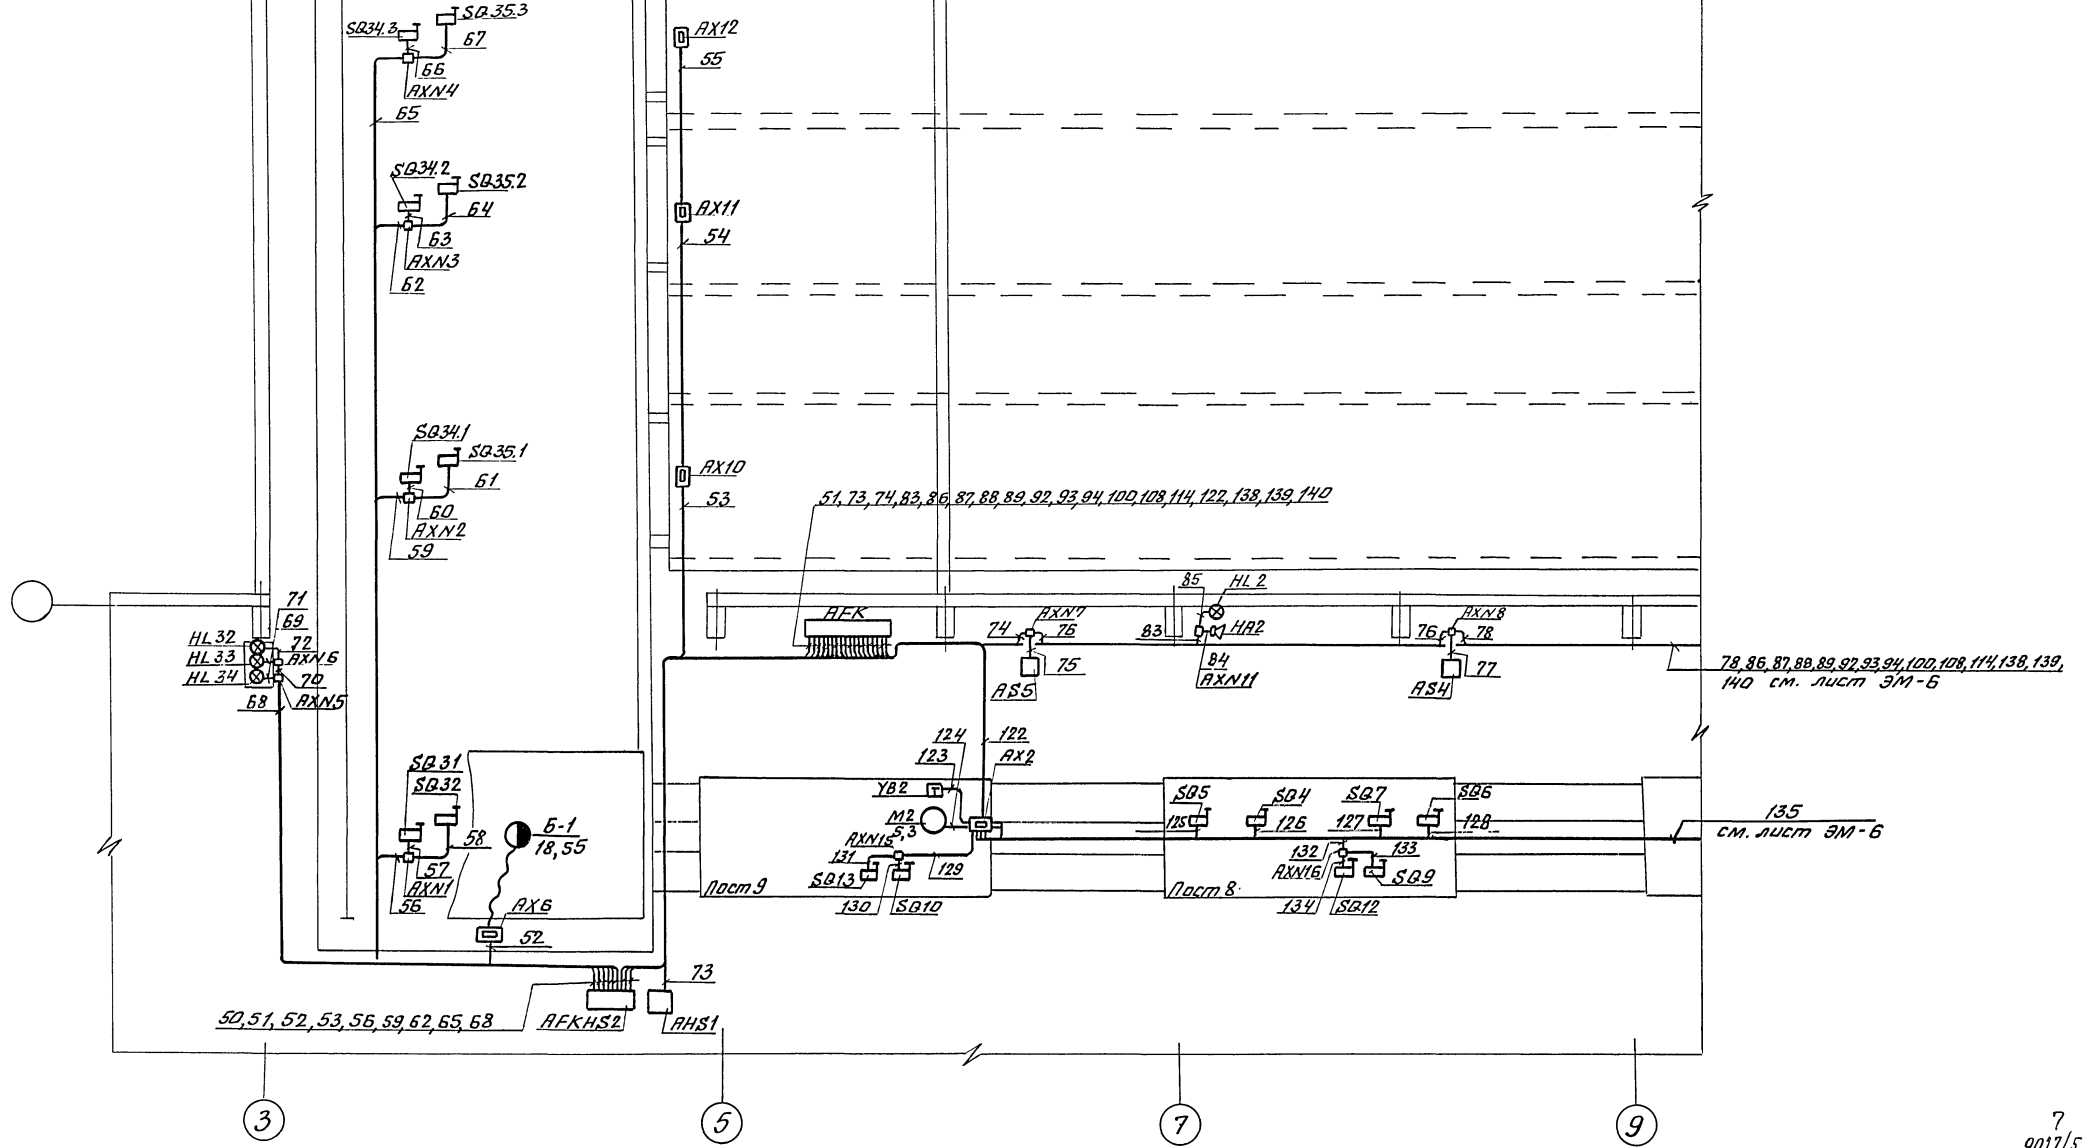 SQ35.3
SQ34.3
67
66
AXN4
65
AX12
55
SQ34.2
SQ35.2
64
63
AXN3
62
AX11
54
SQ34.1
SQ35.1
61
60
AXN2
59
AX10
53
51, 73, 74, 83, 86, 87, 88, 89, 92, 93, 94, 100, 108, 114, 122, 138, 139, 140
71
69
HL32
72
HL33
AXN6
HL34
70
68
AXN5
AFK
AXN7
74
76
75
AS5
85
HL2
83
HA2
84
AXN11
AXN8
76
78
77
AS4
78, 86, 87, 88, 89, 92, 93, 94, 100, 108, 114, 138, 139,
140 см. лист ЭМ-6
SQ31
SQ32
58
57
AXN1
56
Б-1
18,55
AX6
52
124
122
123
AX2
YB2
М2
5,3
AXN15
131
129
SQ13
130
SQ10
Пост 9
SQ5
SQ4
SQ7
SQ6
125
126
127
128
132
133
AXN16
SQ9
134
SQ12
Пост 8
135
см. лист ЭМ-6
73
50, 51, 52, 53, 56, 59, 62, 65, 68
AFKHS2
AHS1
3
5
7
9
7
9017/5